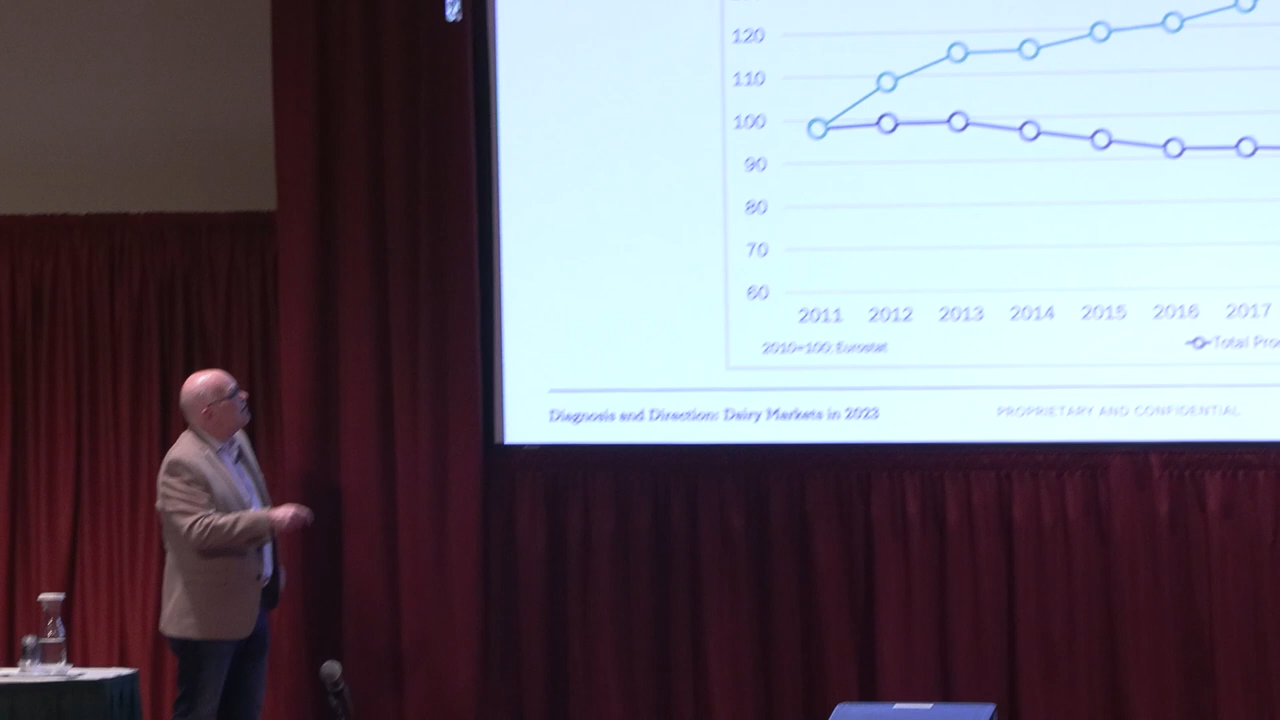 120
110
100
90
80
70
60
2011 2012 2013 2014 2015 2016 2017
2010=100; Eurostat
Total
Diagnosis and Directions: Dairy Markets in 2023
PROPRIETARY AND CONFIDENTIAL